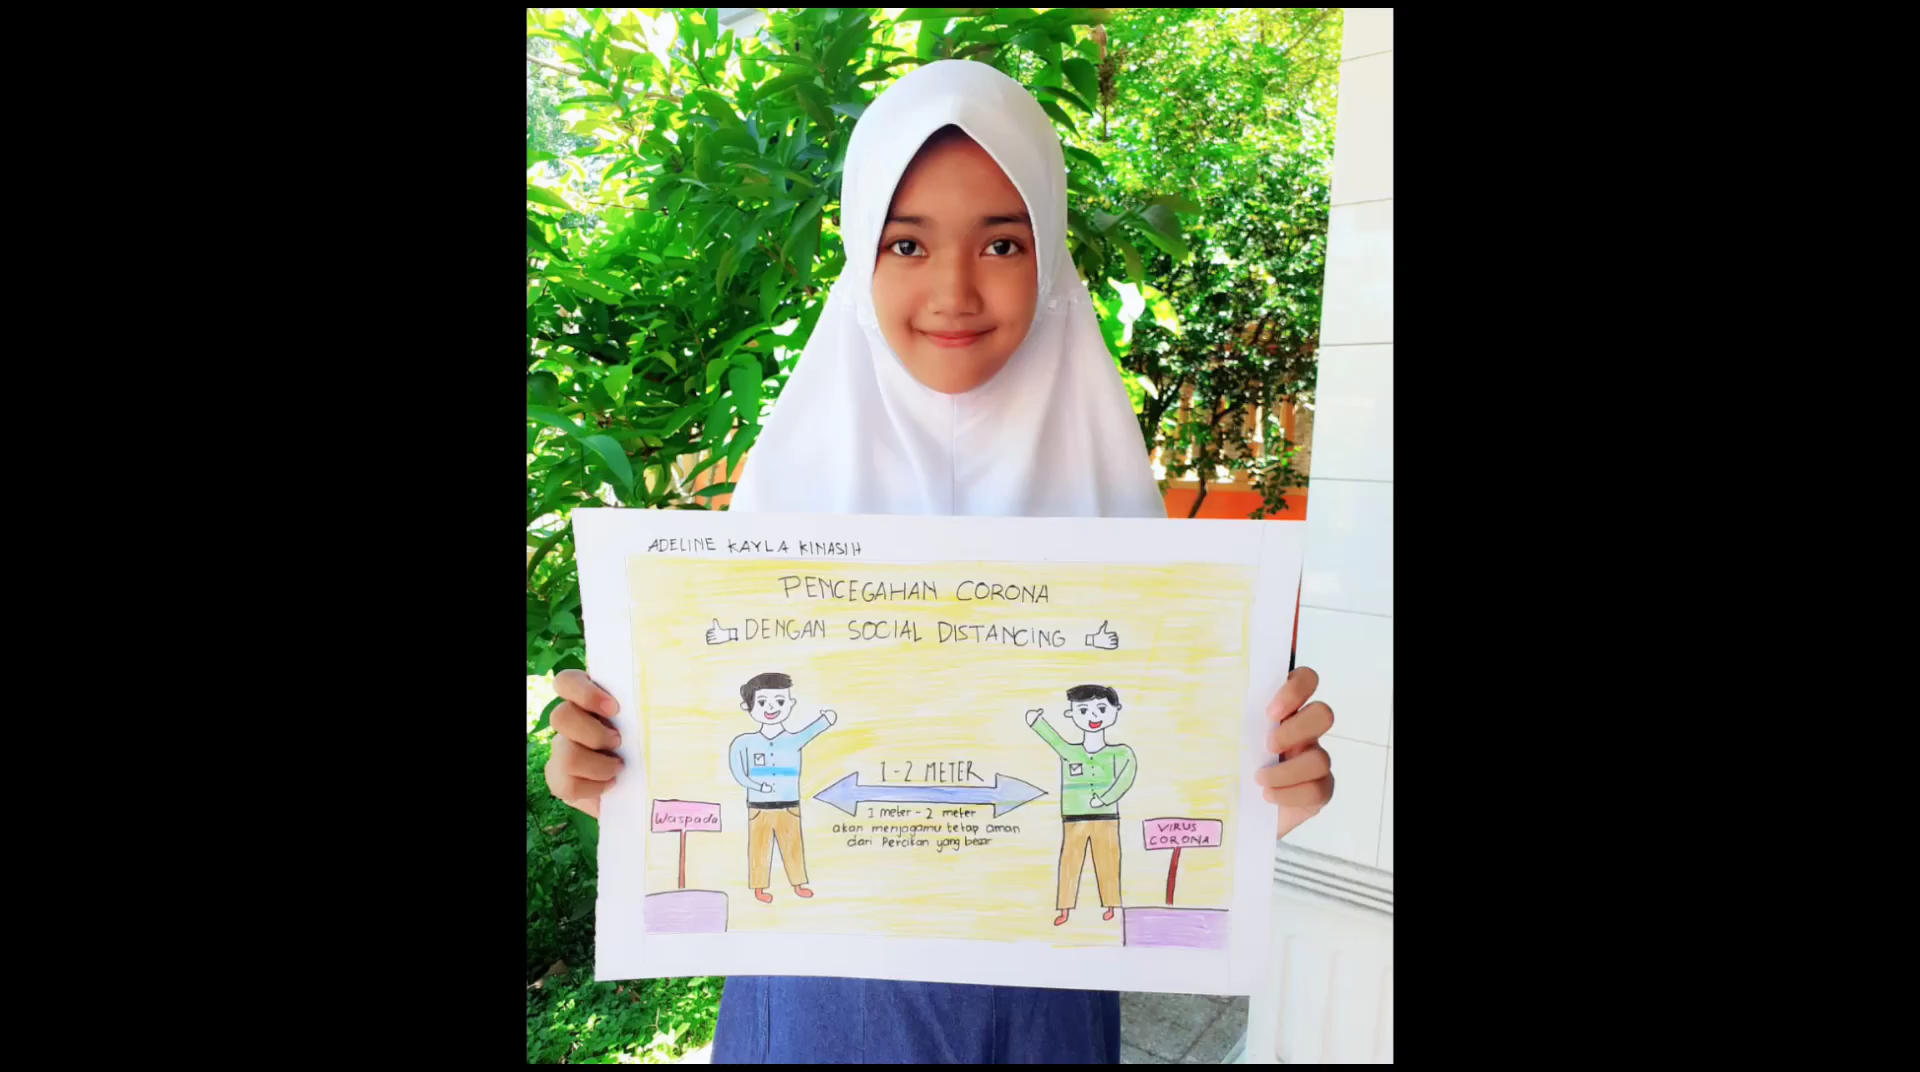 ADELINE KAYLA KINASIH
PENCEGAHAN CORONA
DENGAN SOCIAL DISTANCING
1-2 METER
1 meter - 2 meter
akan menjagamu tetap aman
dari Percikan yang besar
Waspada
VIRUS
CORONA